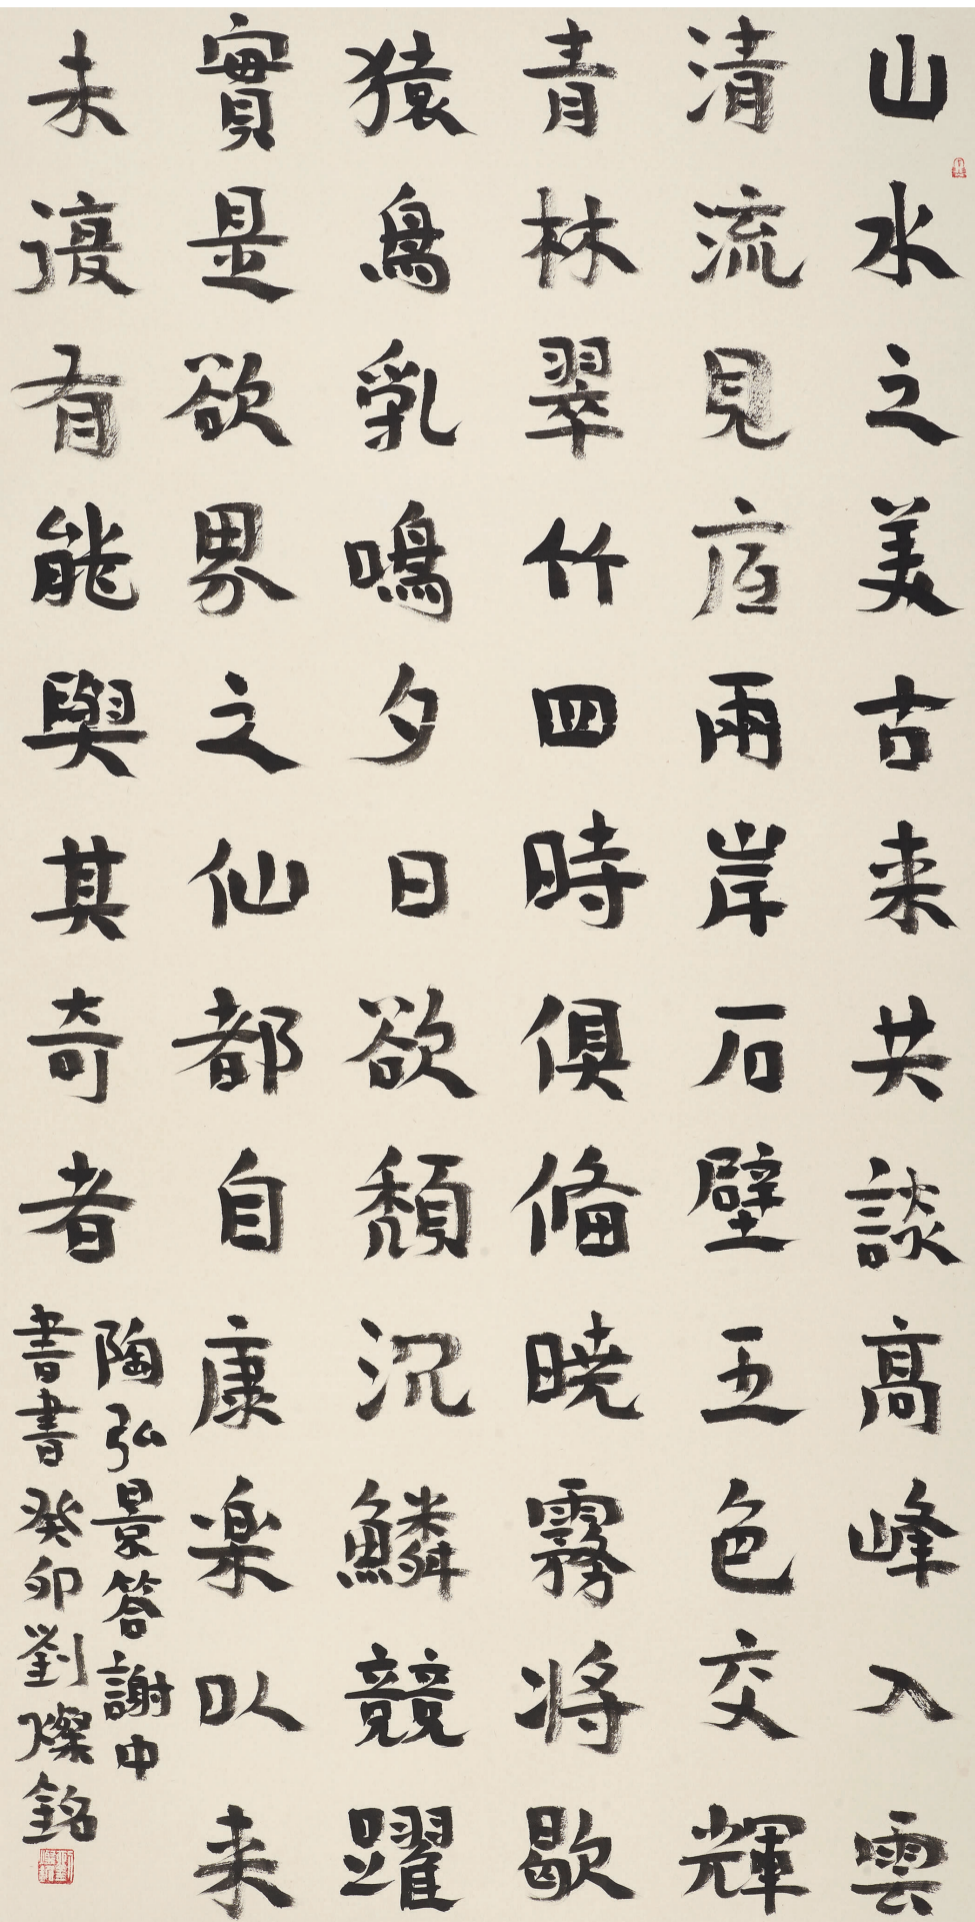 山水之美古来共談高峰入雲
清流見底兩岸石壁五色交輝
青林翠竹四時俱備曉霧将歇
猿鳥乳鳴夕日欲頹沉鱗競躍
實是欲界之仙都自康楽以来
未復有能與其奇者
陶弘景答謝中
書書癸卯劉燦銘